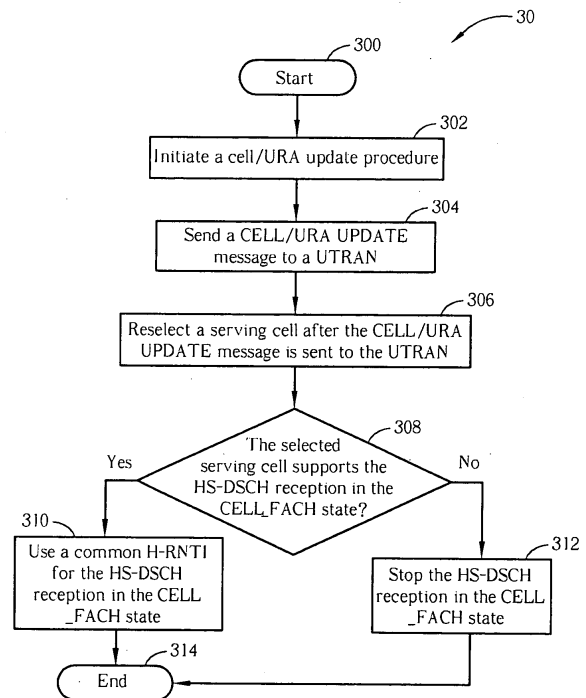 30
300
Start
302
Initiate a cell/URA update procedure
304
Send a CELL/URA UPDATE
message to a UTRAN
306
Reselect a serving cell after the CELL/URA
UPDATE message is sent to the UTRAN
308
The selected
serving cell supports the
HS-DSCH reception in the
CELL_FACH state?
Yes
No
310
Use a common H-RNTI
for the HS-DSCH
reception in the CELL
_FACH state
312
Stop the HS-DSCH
reception in the CELL
_FACH state
314
End